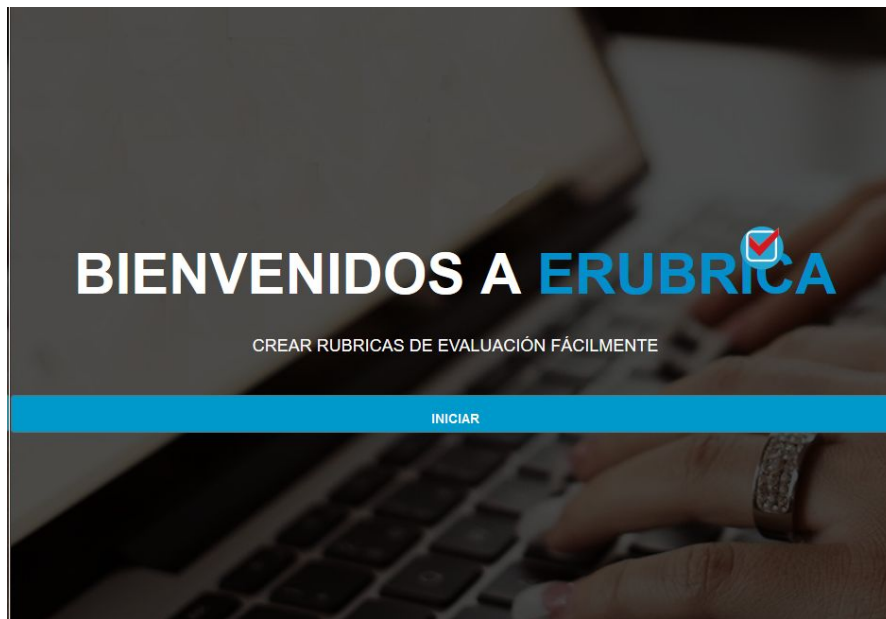 BIENVENIDOS A ERUBRICA
CREAR RUBRICAS DE EVALUACIÓN FÁCILMENTE
INICIAR